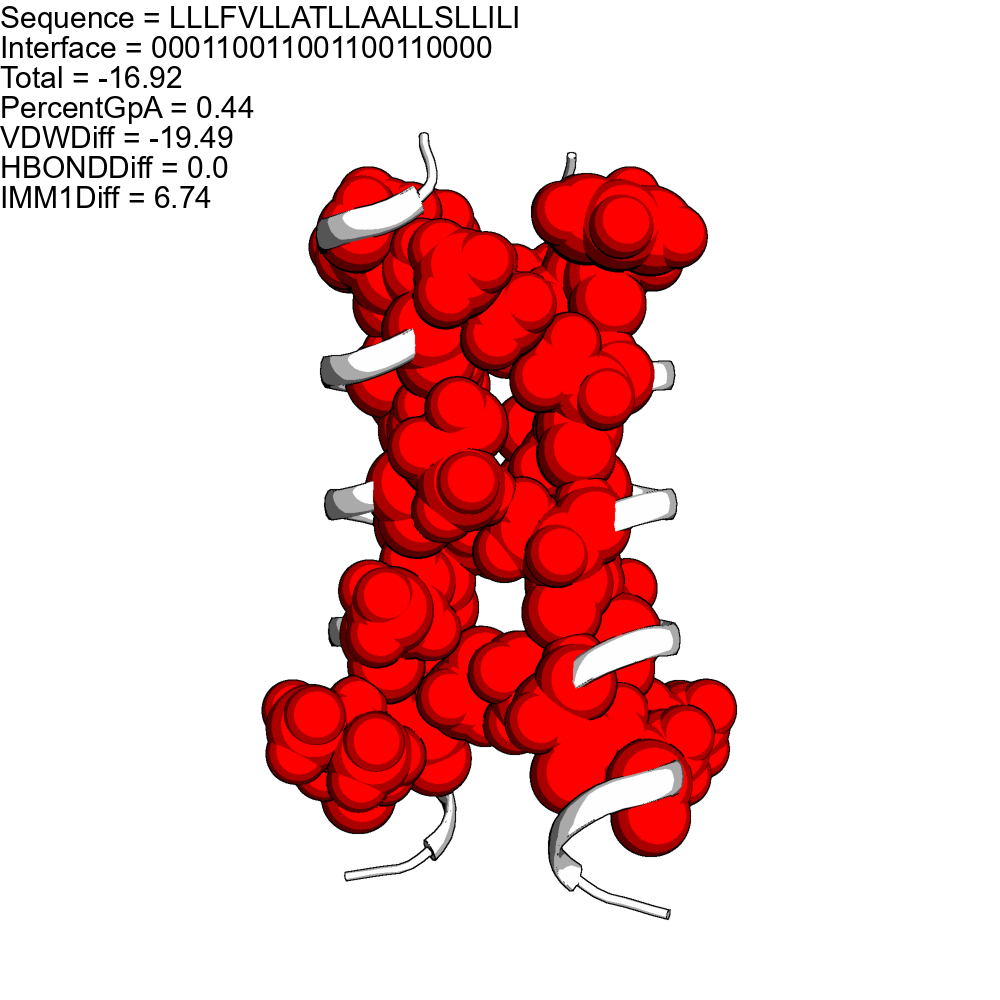 Sequence = LLLFVLLATLLAALLSLLILI
Interface = 000110011001100110000
Total = -16.92
PercentGpA = 0.44
VDWDiff = -19.49
HBONDDiff = 0.0
IMM1Diff = 6.74